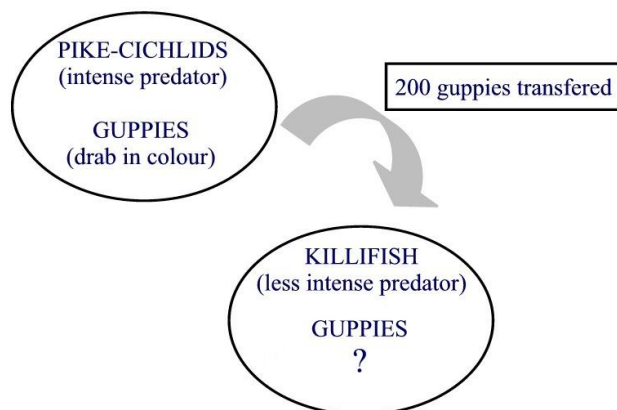 PIKE-CICHLIDS
(intense predator)
GUPPIES
(drab in colour)
200 guppies transfered
KILLIFISH
(less intense predator)
GUPPIES
?